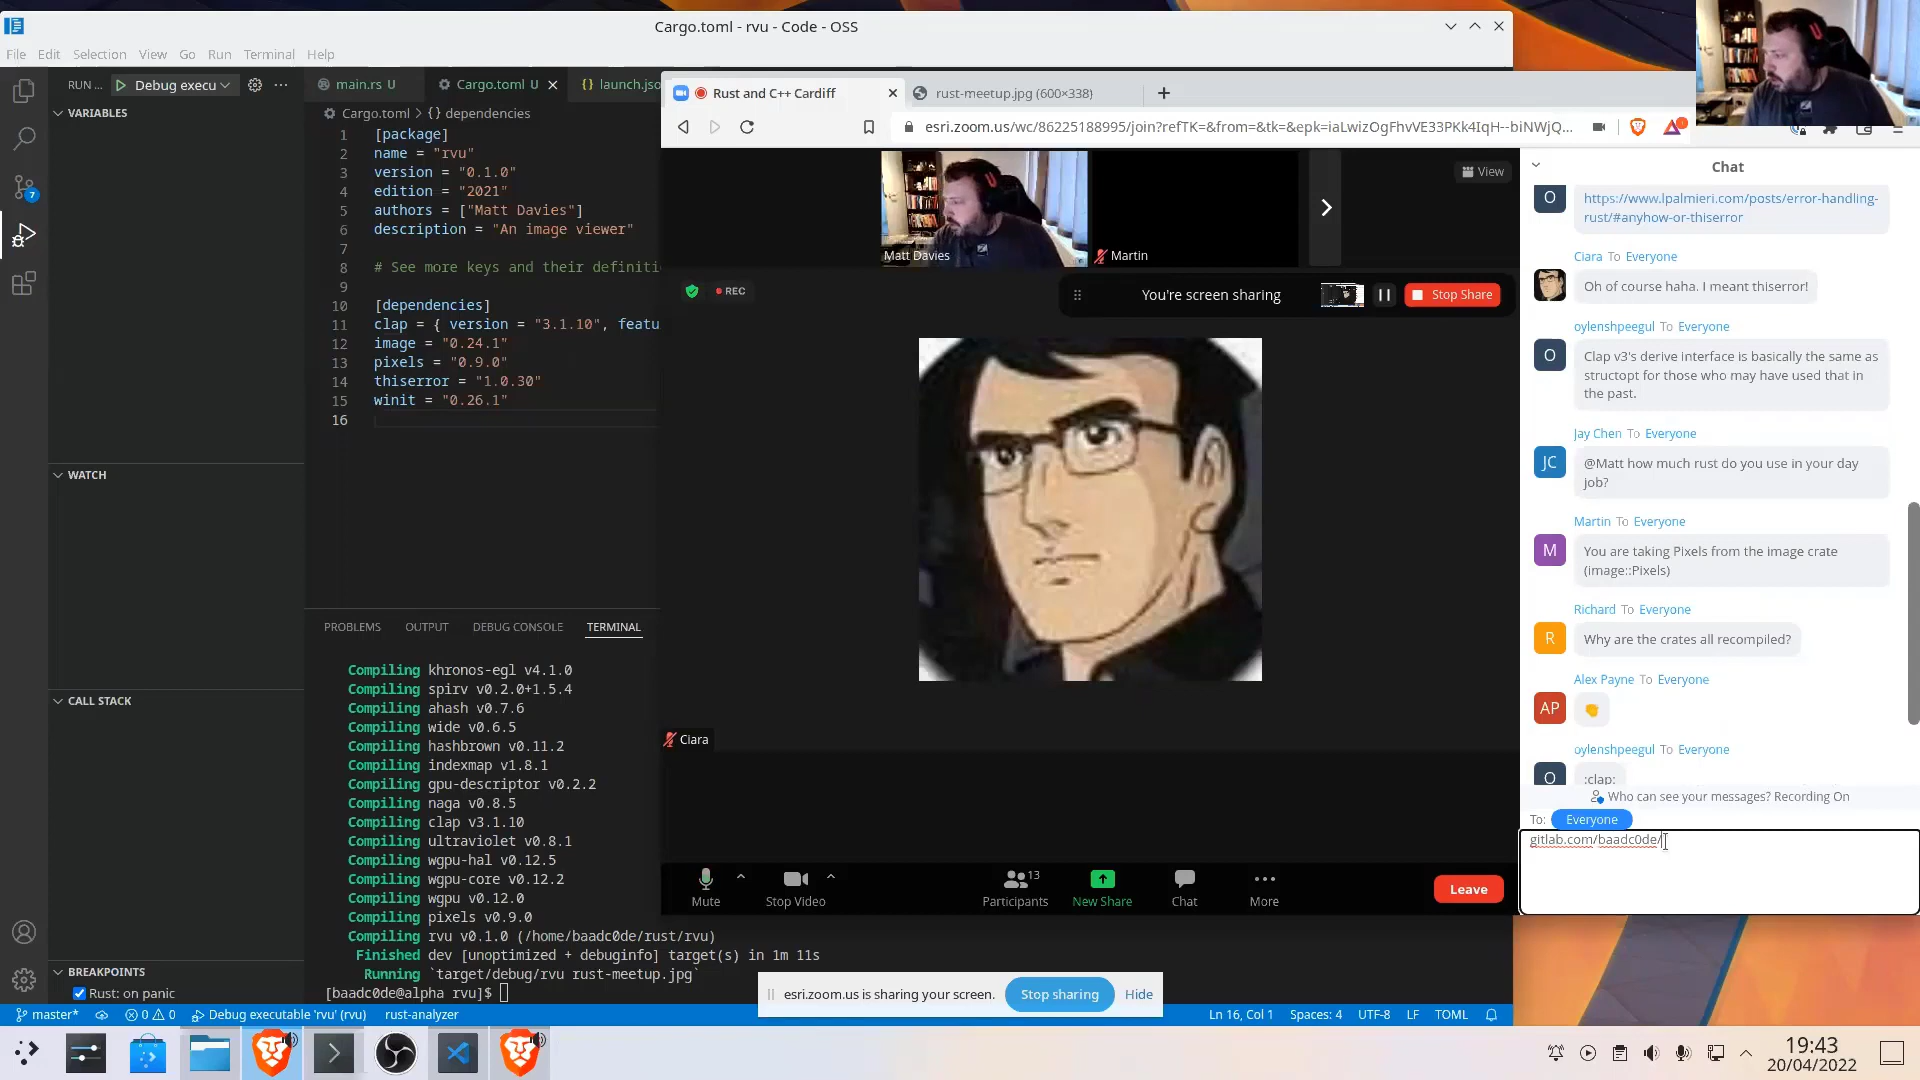 Cargo.toml - rvu - Code - OSS
File Edit Selection View Go Run Terminal Help
RUN ... Debug execu
main.rs U
Cargo.toml U
launch.jso
Cargo.toml > {} dependencies
VARIABLES
WATCH
CALL STACK
BREAKPOINTS
Rust: on panic
1 [package]
2 name = "rvu"
3 version = "0.1.0"
4 edition = "2021"
5 authors = ["Matt Davies"]
6 description = "An image viewer"
7
8 # See more keys and their definiti
9
10 [dependencies]
11 clap = { version = "3.1.10", featu
12 image = "0.24.1"
13 pixels = "0.9.0"
14 thiserror = "1.0.30"
15 winit = "0.26.1"
16
PROBLEMS OUTPUT DEBUG CONSOLE TERMINAL
Compiling khronos-egl v4.1.0
Compiling spirv v0.2.0+1.5.4
Compiling ahash v0.7.6
Compiling wide v0.6.5
Compiling hashbrown v0.11.2
Compiling indexmap v1.8.1
Compiling gpu-descriptor v0.2.2
Compiling naga v0.8.5
Compiling clap v3.1.10
Compiling ultraviolet v0.8.1
Compiling wgpu-hal v0.12.5
Compiling wgpu-core v0.12.2
Compiling wgpu v0.12.0
Compiling pixels v0.9.0
Compiling rvu v0.1.0 (/home/baadc0de/rust/rvu)
Finished dev [unoptimized + debuginfo] target(s) in 1m 11s
Running `target/debug/rvu rust-meetup.jpg`
[baadc0de@alpha rvu]$
7
master*
0 0
Debug executable 'rvu' (rvu)
rust-analyzer
Ln 16, Col 1
Spaces: 4
UTF-8
LF
TOML
Rust and C++ Cardiff
rust-meetup.jpg (600×338)
esri.zoom.us/wc/86225188995/join?refTK=&from=&tk=&epk=iaLwizOgFhvVE33PKk4IqH--biNWjQ...
Matt Davies
Martin
View
REC
You're screen sharing
Stop Share
Ciara
Mute
Stop Video
13
Participants
New Share
Chat
More
Leave
esri.zoom.us is sharing your screen.
Stop sharing
Hide
Chat
O
https://www.lpalmieri.com/posts/error-handling-
rust/#anyhow-or-thiserror
Ciara To Everyone
Oh of course haha. I meant thiserror!
oylenshpeegul To Everyone
O
Clap v3's derive interface is basically the same as
structopt for those who may have used that in
the past.
Jay Chen To Everyone
JC
@Matt how much rust do you use in your day
job?
Martin To Everyone
M
You are taking Pixels from the image crate
(image::Pixels)
Richard To Everyone
R
Why are the crates all recompiled?
Alex Payne To Everyone
AP
oylenshpeegul To Everyone
O
:clap:
Who can see your messages? Recording On
To: Everyone
gitlab.com/baadc0de/
19:43
20/04/2022